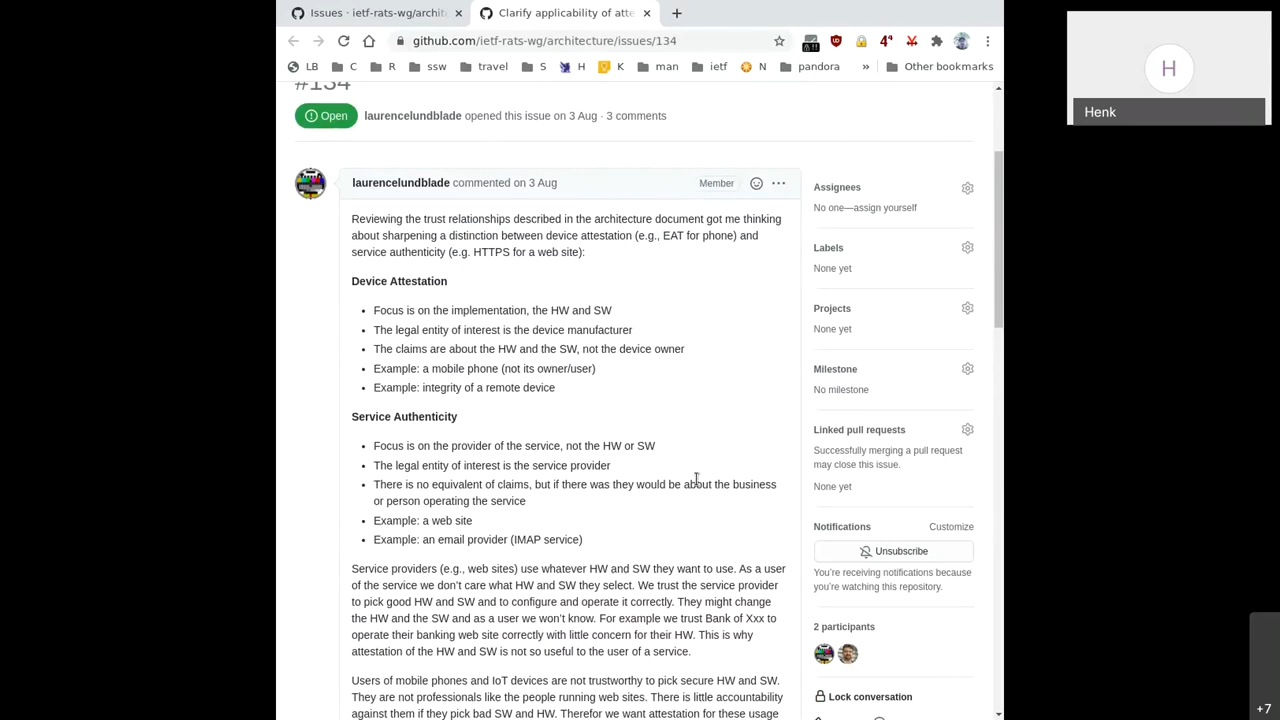 Issues · ietf-rats-wg/archit
Clarify applicability of atte
github.com/ietf-rats-wg/architecture/issues/134
LB
C
R
ssw
travel
S
H
K
man
ietf
N
pandora
»
Other bookmarks
#134
Open
laurencelundblade opened this issue on 3 Aug · 3 comments
laurencelundblade commented on 3 Aug
Member
Reviewing the trust relationships described in the architecture document got me thinking
about sharpening a distinction between device attestation (e.g., EAT for phone) and
service authenticity (e.g. HTTPS for a web site):
Device Attestation
• Focus is on the implementation, the HW and SW
• The legal entity of interest is the device manufacturer
• The claims are about the HW and the SW, not the device owner
• Example: a mobile phone (not its owner/user)
• Example: integrity of a remote device
Service Authenticity
• Focus is on the provider of the service, not the HW or SW
• The legal entity of interest is the service provider
• There is no equivalent of claims, but if there was they would be about the business
or person operating the service
• Example: a web site
• Example: an email provider (IMAP service)
Service providers (e.g., web sites) use whatever HW and SW they want to use. As a user
of the service we don't care what HW and SW they select. We trust the service provider
to pick good HW and SW and to configure and operate it correctly. They might change
the HW and the SW and as a user we won't know. For example we trust Bank of Xxx to
operate their banking web site correctly with little concern for their HW. This is why
attestation of the HW and SW is not so useful to the user of a service.
Users of mobile phones and IoT devices are not trustworthy to pick secure HW and SW.
They are not professionals like the people running web sites. There is little accountability
against them if they pick bad SW and HW. Therefor we want attestation for these usage
Assignees
No one—assign yourself
Labels
None yet
Projects
None yet
Milestone
No milestone
Linked pull requests
Successfully merging a pull request
may close this issue.
None yet
Notifications
Customize
Unsubscribe
You're receiving notifications because
you're watching this repository.
2 participants
Lock conversation
H
Henk
+7